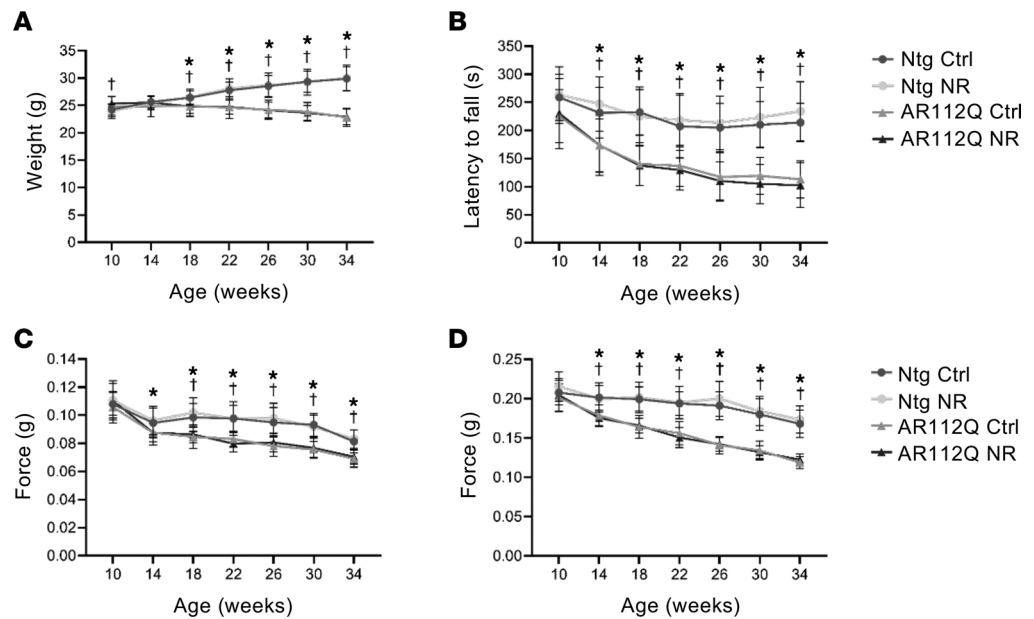 A
Weight (g)
35
30
25
20
15
10
5
0
† * † * † * † * † * †
10 14 18 22 26 30 34
Age (weeks)
B
Latency to fall (s)
350
300
250
200
150
100
50
0
* † * † * † * † * † * †
10 14 18 22 26 30 34
Age (weeks)
Ntg Ctrl
Ntg NR
AR112Q Ctrl
AR112Q NR
C
Force (g)
0.14
0.12
0.10
0.08
0.06
0.04
0.02
0.00
* * † * † * † * † * †
10 14 18 22 26 30 34
Age (weeks)
D
Force (g)
0.25
0.20
0.15
0.10
0.05
0.00
* † * † * † * † * † * †
10 14 18 22 26 30 34
Age (weeks)
Ntg Ctrl
Ntg NR
AR112Q Ctrl
AR112Q NR